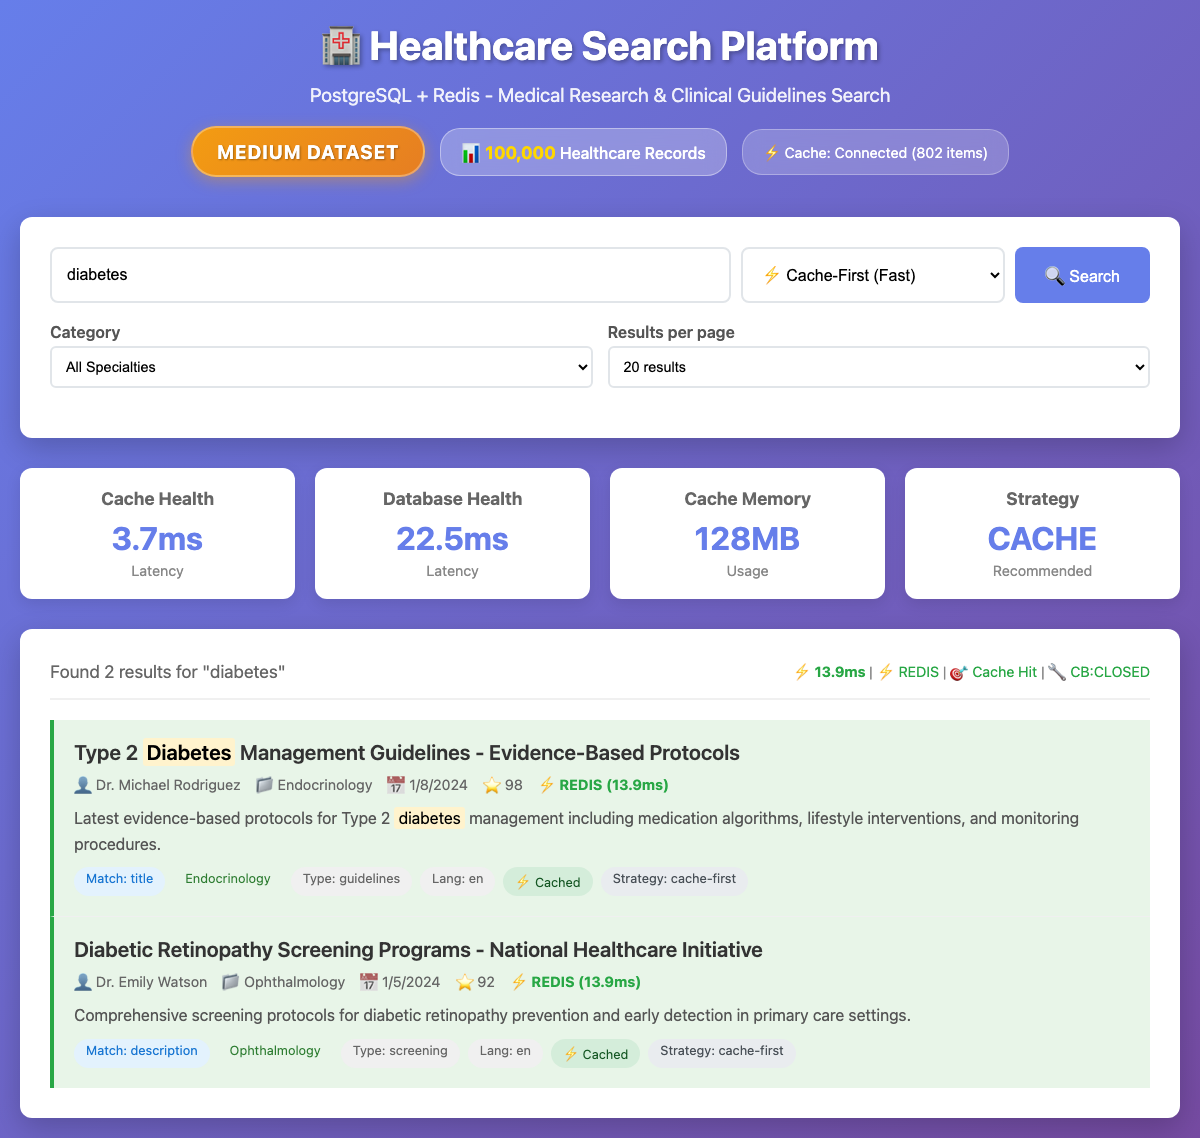 🏥 Healthcare Search Platform
PostgreSQL + Redis - Medical Research & Clinical Guidelines Search
MEDIUM DATASET
📊 100,000 Healthcare Records
⚡ Cache: Connected (802 items)
diabetes
⚡ Cache-First (Fast)
🔍 Search
Category
Results per page
All Specialties
20 results
Cache Health
3.7ms
Latency
Database Health
22.5ms
Latency
Cache Memory
128MB
Usage
Strategy
CACHE
Recommended
Found 2 results for "diabetes"
⚡ 13.9ms | ⚡ REDIS | 🎯 Cache Hit | 🔧 CB:CLOSED
Type 2 Diabetes Management Guidelines - Evidence-Based Protocols
👤 Dr. Michael Rodriguez 📁 Endocrinology 📅 1/8/2024 ⭐ 98 ⚡ REDIS (13.9ms)
Latest evidence-based protocols for Type 2 diabetes management including medication algorithms, lifestyle interventions, and monitoring
procedures.
Match: title Endocrinology Type: guidelines Lang: en ⚡ Cached Strategy: cache-first
Diabetic Retinopathy Screening Programs - National Healthcare Initiative
👤 Dr. Emily Watson 📁 Ophthalmology 📅 1/5/2024 ⭐ 92 ⚡ REDIS (13.9ms)
Comprehensive screening protocols for diabetic retinopathy prevention and early detection in primary care settings.
Match: description Ophthalmology Type: screening Lang: en ⚡ Cached Strategy: cache-first